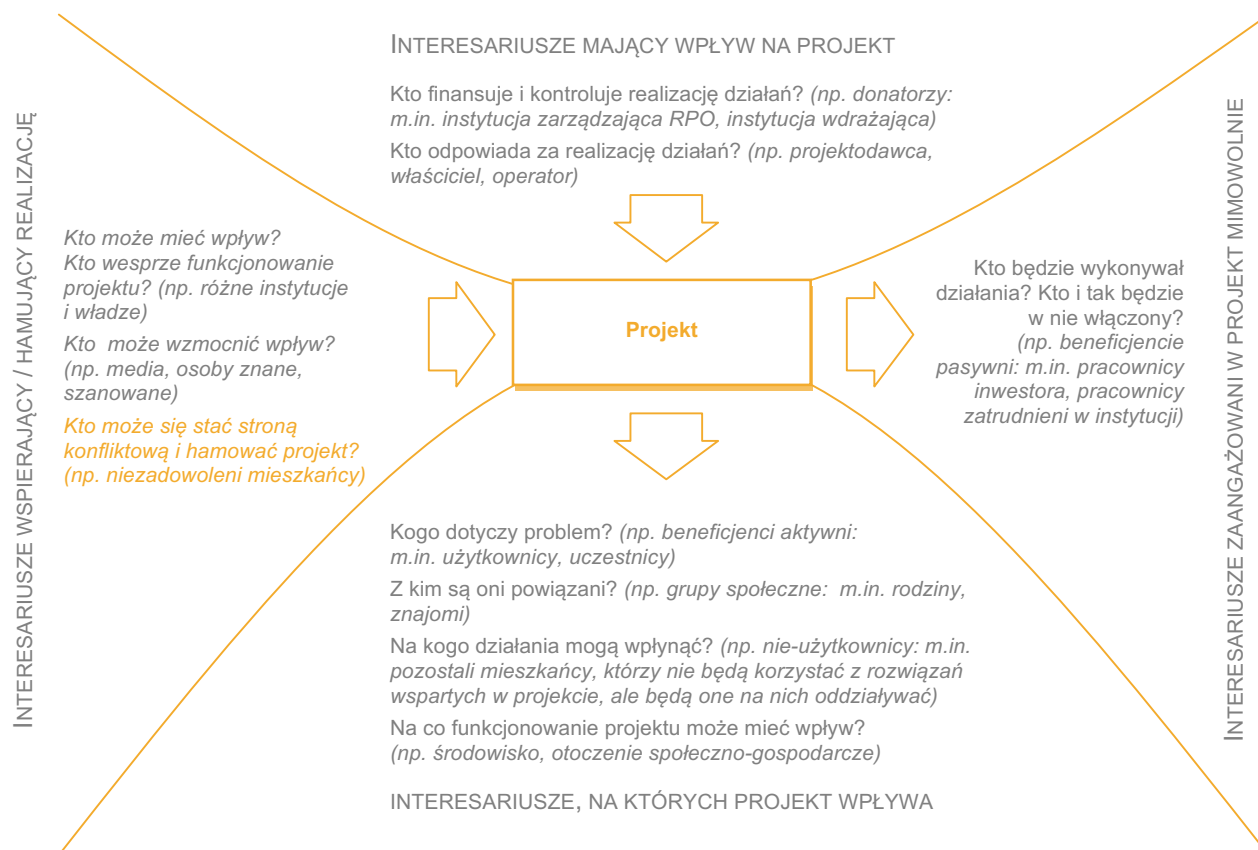 INTERESARIUSZE MAJĄCY WPŁYW NA PROJEKT
Kto finansuje i kontroluje realizację działań? (np. donatorzy:
m.in. instytucja zarządzająca RPO, instytucja wdrażająca)
Kto odpowiada za realizację działań? (np. projektodawca,
właściciel, operator)
INTERESARIUSZE WSPIERAJĄCY / HAMUJĄCY REALIZACJĘ
Kto może mieć wpływ?
Kto wesprze funkcjonowanie
projektu? (np. różne instytucje
i władze)
Kto może wzmocnić wpływ?
(np. media, osoby znane,
szanowane)
Kto może się stać stroną
konfliktową i hamować projekt?
(np. niezadowoleni mieszkańcy)
Projekt
Kto będzie wykonywał
działania? Kto i tak będzie
w nie włączony?
(np. beneficjencie
pasywni: m.in. pracownicy
inwestora, pracownicy
zatrudnieni w instytucji)
INTERESARIUSZE ZAANGAŻOWANI W PROJEKT MIMOWOLNIE
Kogo dotyczy problem? (np. beneficjenci aktywni:
m.in. użytkownicy, uczestnicy)
Z kim są oni powiązani? (np. grupy społeczne: m.in. rodziny,
znajomi)
Na kogo działania mogą wpłynąć? (np. nie-użytkownicy: m.in.
pozostali mieszkańcy, którzy nie będą korzystać z rozwiązań
wspartych w projekcie, ale będą one na nich oddziaływać)
Na co funkcjonowanie projektu może mieć wpływ?
(np. środowisko, otoczenie społeczno-gospodarcze)
INTERESARIUSZE, NA KTÓRYCH PROJEKT WPŁYWA